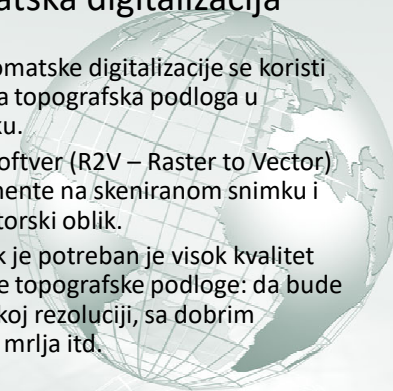 atska digitalizacija
omatske digitalizacije se koristi
a topografska podloga u
ku.
oftver (R2V – Raster to Vector)
mente na skeniranom snimku i
torski oblik.
k je potreban je visok kvalitet
e topografske podloge: da bude
koj rezoluciji, sa dobrim
mrlja itd.